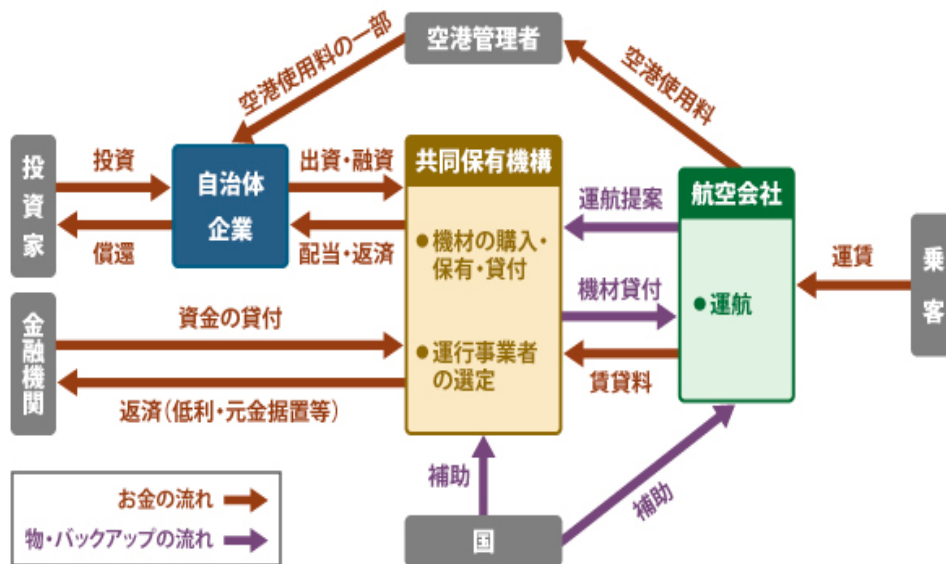 空港管理者
空港使用料の一部
空港使用料
投資家
投資
償還
自治体
企業
出資・融資
配当・返済
共同保有機構
●機材の購入・
保有・貸付
●運行事業者
の選定
運航提案
機材貸付
賃貸料
航空会社
●運航
運賃
乗客
金融機関
資金の貸付
返済（低利・元金据置等）
補助
補助
国
お金の流れ
物・バックアップの流れ